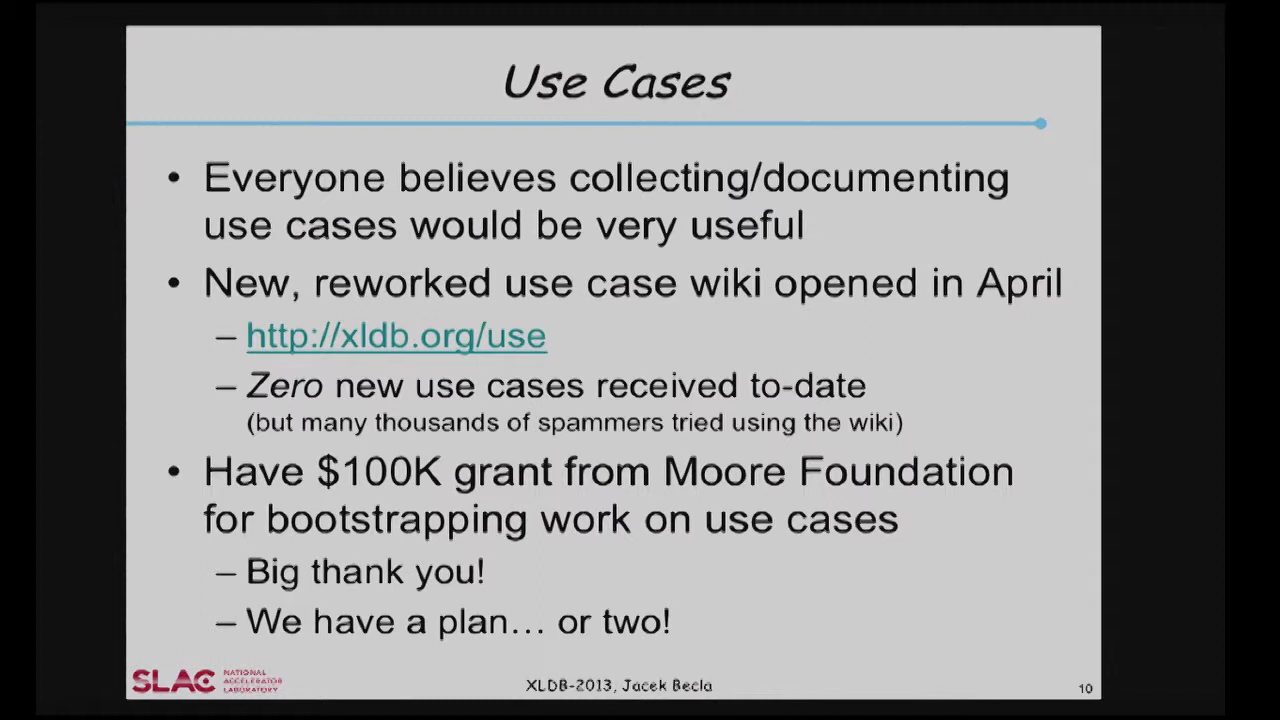 Use Cases
• Everyone believes collecting/documenting
use cases would be very useful
• New, reworked use case wiki opened in April
– http://xldb.org/use
– Zero new use cases received to-date
(but many thousands of spammers tried using the wiki)
• Have $100K grant from Moore Foundation
for bootstrapping work on use cases
– Big thank you!
– We have a plan… or two!
SLAC NATIONAL
ACCELERATOR
LABORATORY
XLDB-2013, Jacek Becla
10